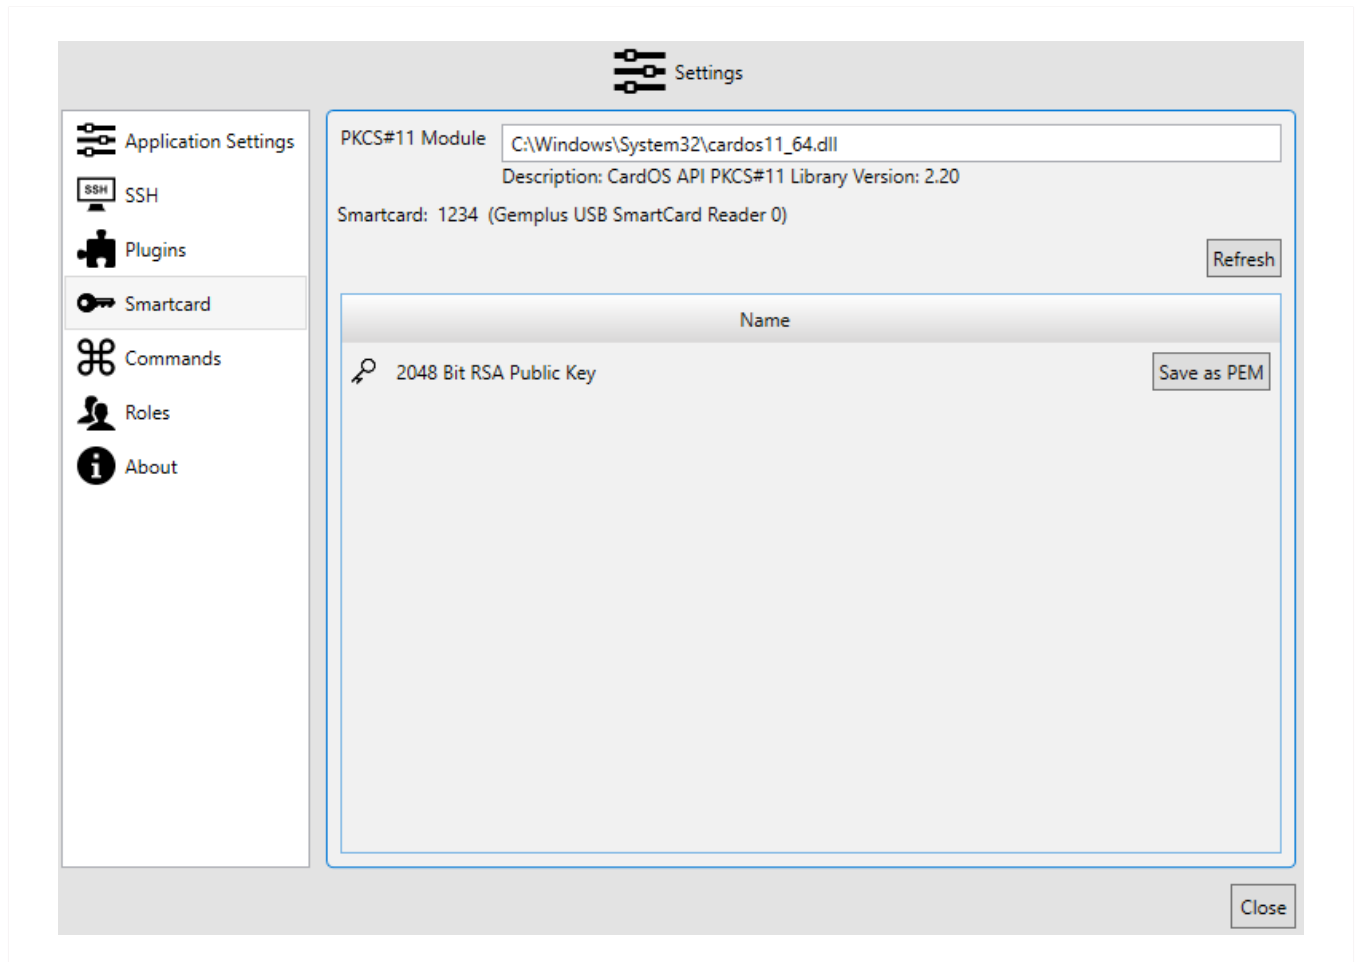 Settings
Application Settings
SSH
SSH
Plugins
Smartcard
Commands
Roles
About
PKCS#11 Module
C:\Windows\System32\cardos11_64.dll
Description: CardOS API PKCS#11 Library Version: 2.20
Smartcard: 1234 (Gemplus USB SmartCard Reader 0)
Refresh
Name
2048 Bit RSA Public Key
Save as PEM
Close